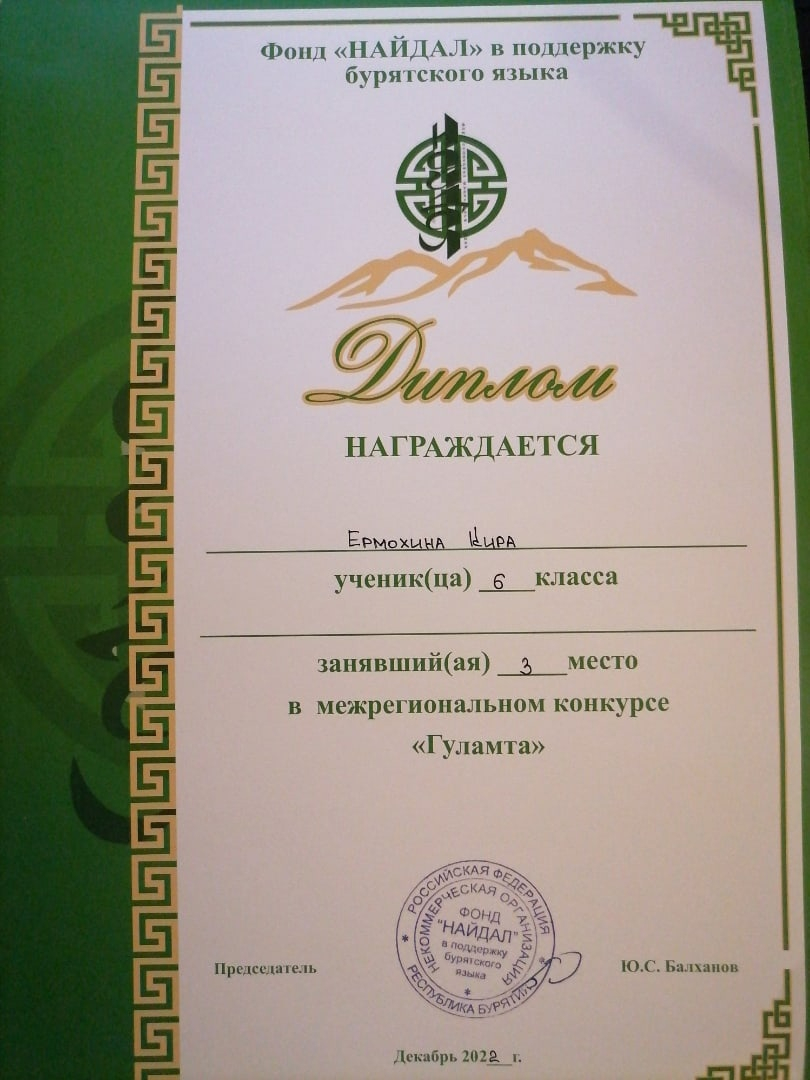 Фонд «НАЙДАЛ» в поддержку
бурятского языка
Диплом
НАГРАЖДАЕТСЯ
Ермохина Кира
ученик(ца) 6 класса
занявший(ая) 3 место
в межрегиональном конкурсе
«Гуламта»
РОССИЙСКАЯ ФЕДЕРАЦИЯ
НЕКОММЕРЧЕСКАЯ ОРГАНИЗАЦИЯ
ФОНД
"НАЙДАЛ"
в поддержку
бурятского
языка
РЕСПУБЛИКА БУРЯТИЯ
Председатель Ю.С. Балханов
Декабрь 2022 г.